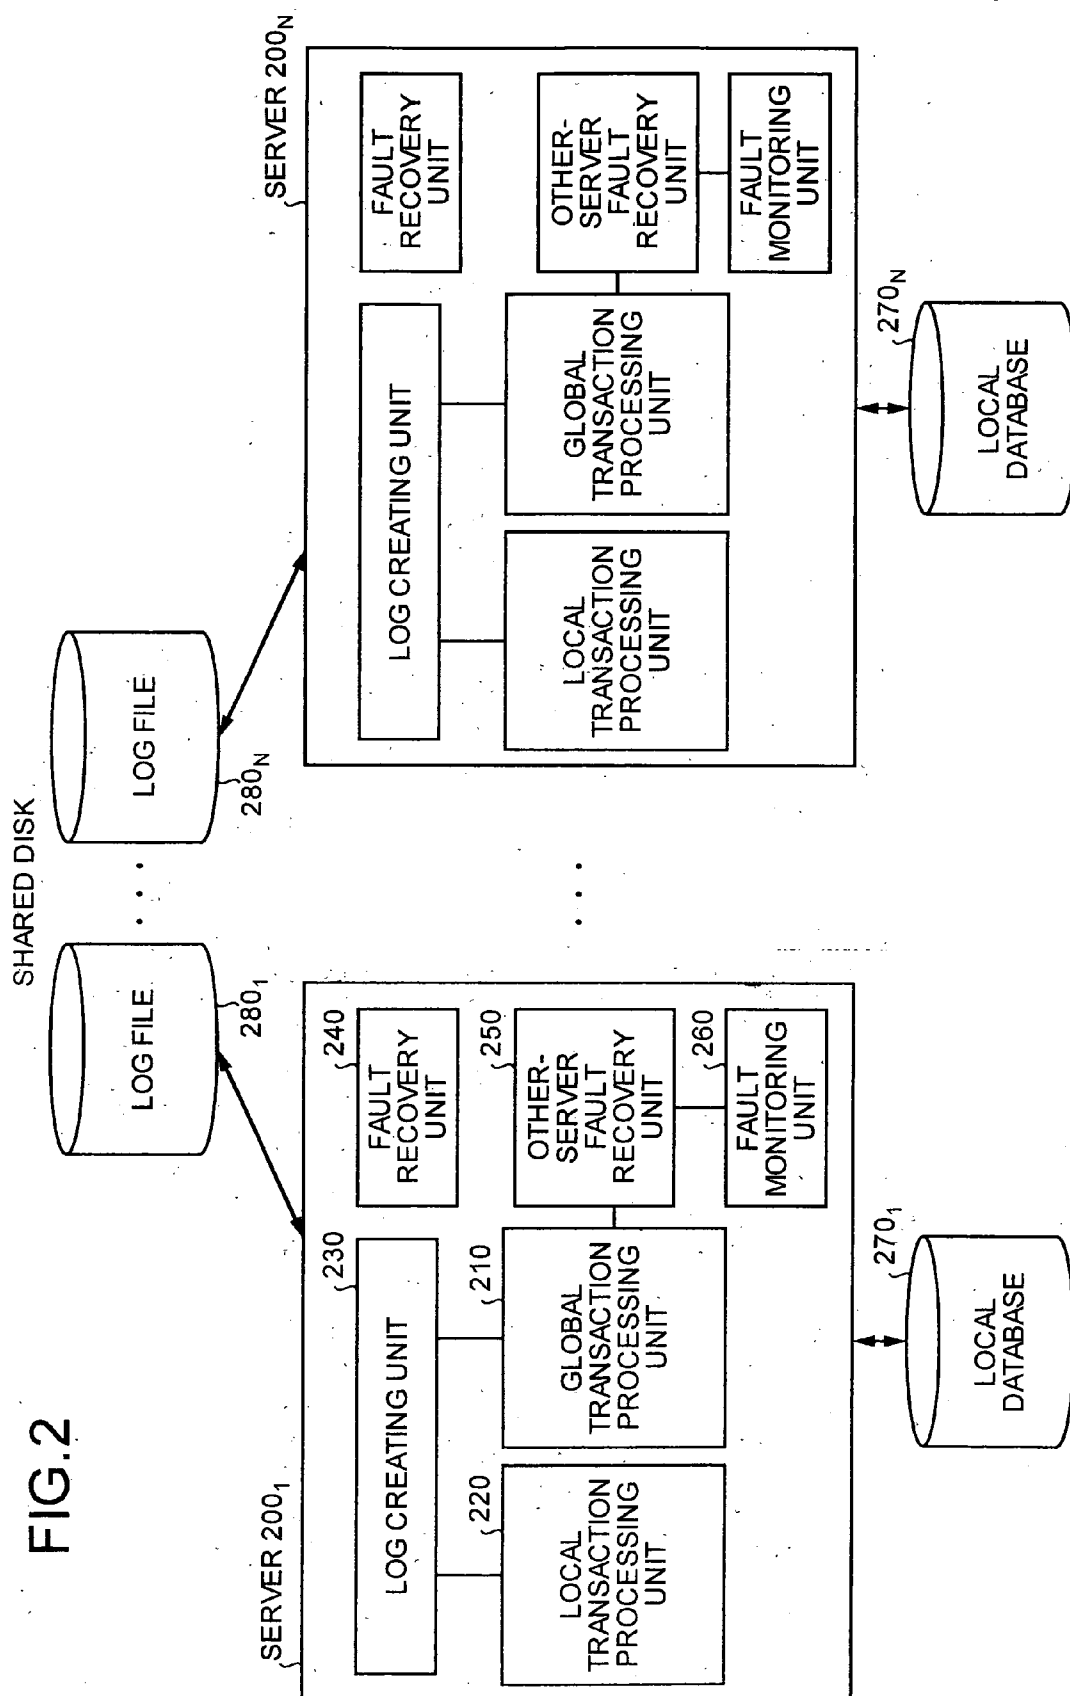 FIG.2
SHARED DISK
LOG FILE
280₁
. . .
LOG FILE
280N
SERVER 200₁
LOG CREATING UNIT
230
FAULT
RECOVERY
UNIT
240
LOCAL
TRANSACTION
PROCESSING
UNIT
220
GLOBAL
TRANSACTION
PROCESSING
UNIT
210
OTHER-
SERVER
FAULT
RECOVERY
UNIT
250
FAULT
MONITORING
UNIT
260
LOCAL
DATABASE
270₁
. . .
SERVER 200N
LOG CREATING UNIT
FAULT
RECOVERY
UNIT
LOCAL
TRANSACTION
PROCESSING
UNIT
GLOBAL
TRANSACTION
PROCESSING
UNIT
OTHER-
SERVER
FAULT
RECOVERY
UNIT
FAULT
MONITORING
UNIT
LOCAL
DATABASE
270N